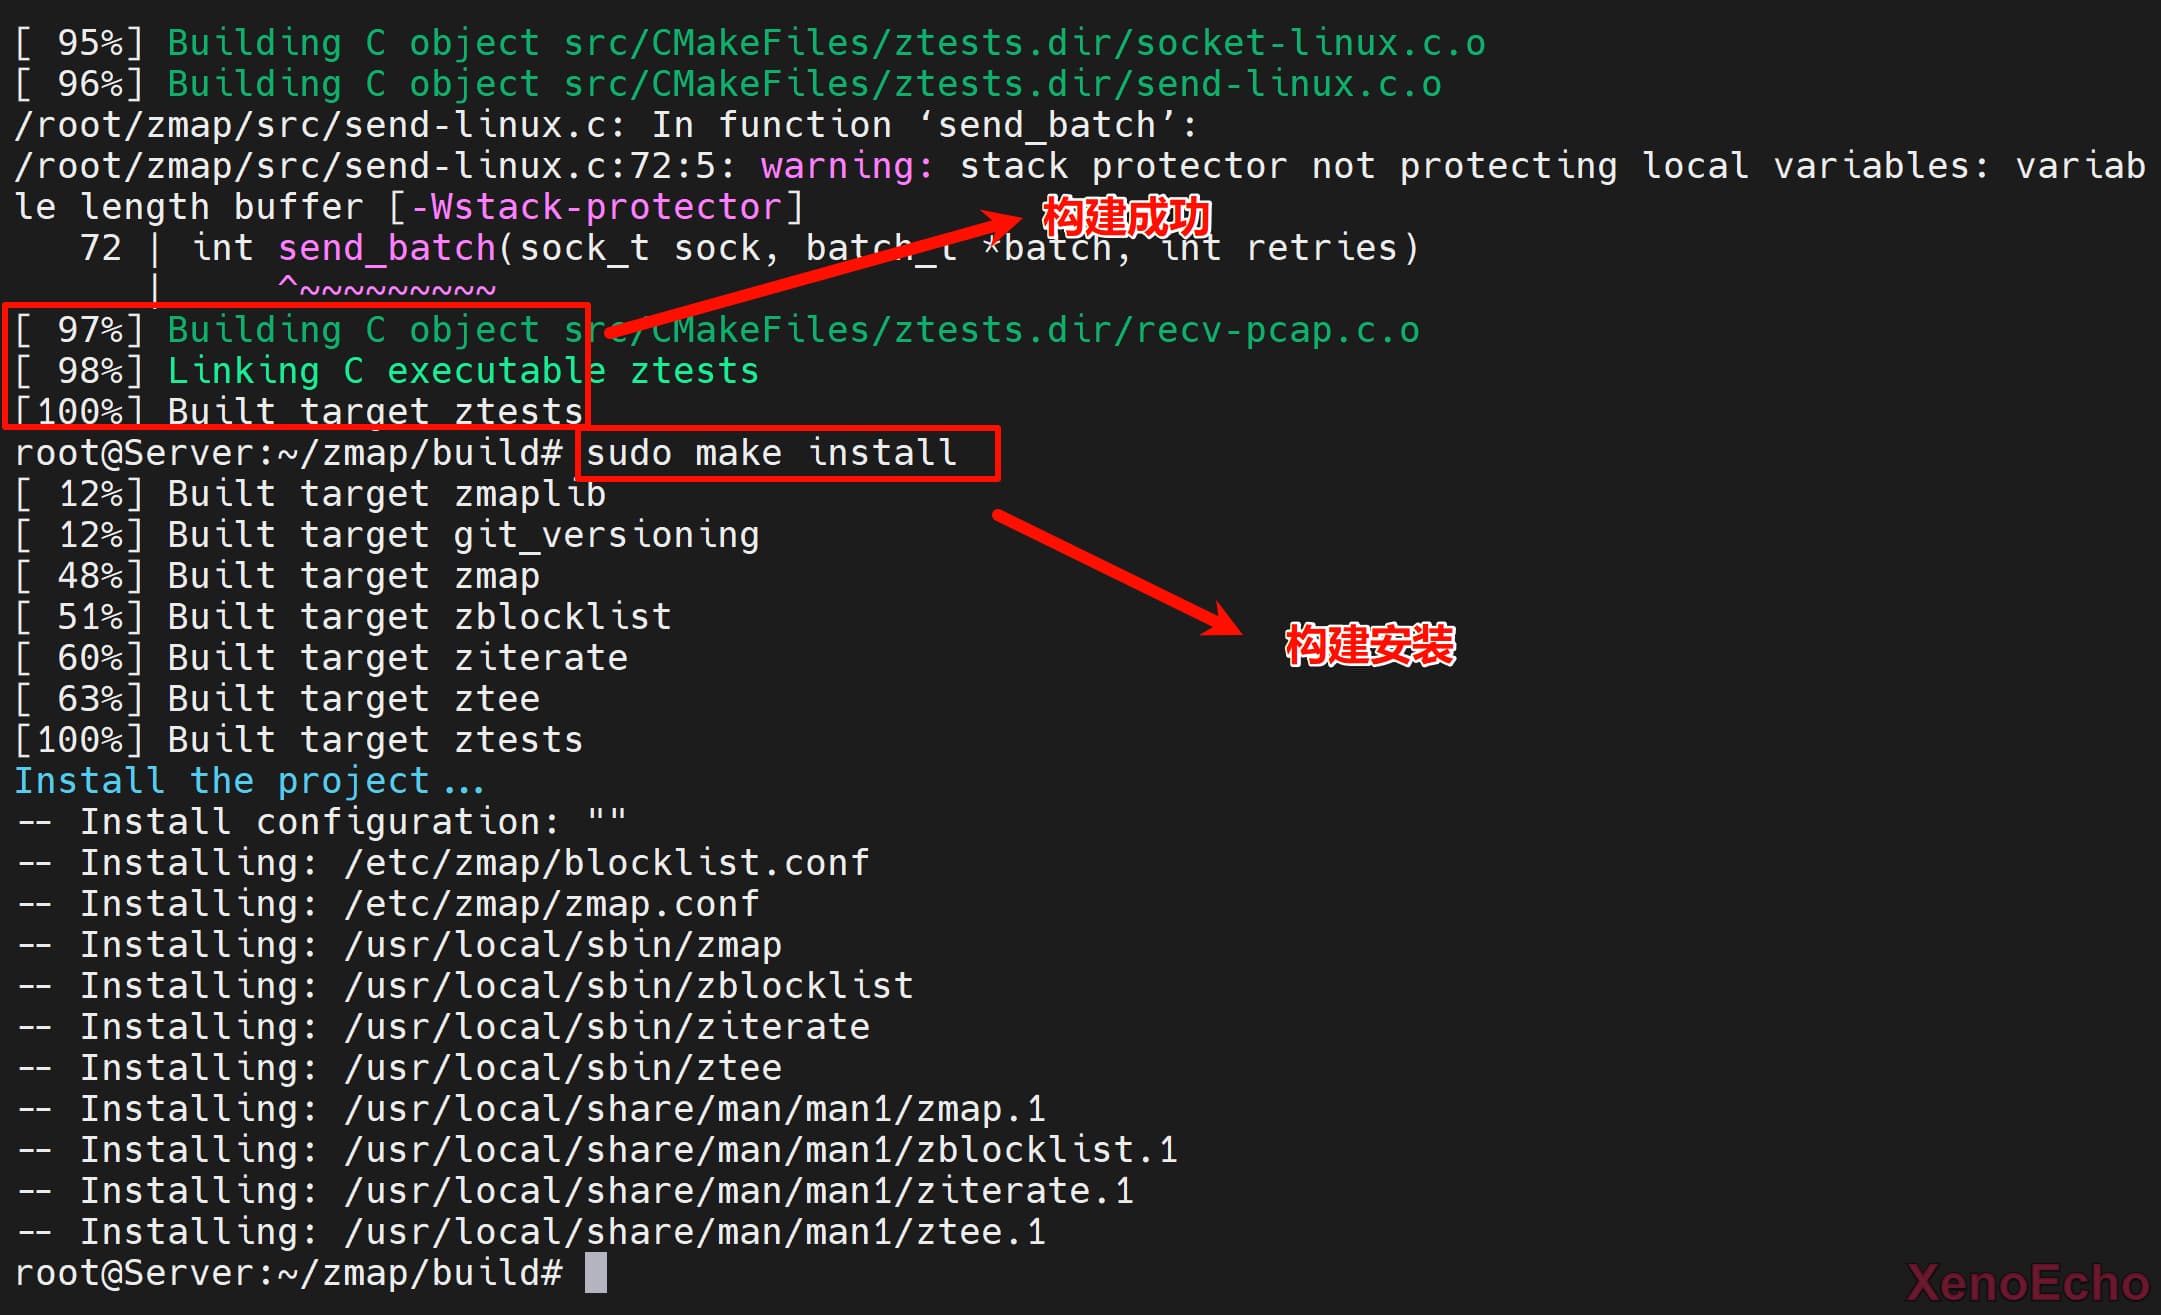 [ 95%] Building C object src/CMakeFiles/ztests.dir/socket-linux.c.o
[ 96%] Building C object src/CMakeFiles/ztests.dir/send-linux.c.o
/root/zmap/src/send-linux.c: In function ‘send_batch’:
/root/zmap/src/send-linux.c:72:5: warning: stack protector not protecting local variables: variab
le length buffer [-Wstack-protector]
构建成功
   72 | int send_batch(sock_t sock, batch_t *batch, int retries)
      |     ^~~~~~~~~~
[ 97%] Building C object src/CMakeFiles/ztests.dir/recv-pcap.c.o
[ 98%] Linking C executable ztests
[100%] Built target ztests
root@Server:~/zmap/build# sudo make install
[ 12%] Built target zmaplib
[ 12%] Built target git_versioning
[ 48%] Built target zmap
[ 51%] Built target zblocklist
[ 60%] Built target ziterate
构建安装
[ 63%] Built target ztee
[100%] Built target ztests
Install the project...
-- Install configuration: ""
-- Installing: /etc/zmap/blocklist.conf
-- Installing: /etc/zmap/zmap.conf
-- Installing: /usr/local/sbin/zmap
-- Installing: /usr/local/sbin/zblocklist
-- Installing: /usr/local/sbin/ziterate
-- Installing: /usr/local/sbin/ztee
-- Installing: /usr/local/share/man/man1/zmap.1
-- Installing: /usr/local/share/man/man1/zblocklist.1
-- Installing: /usr/local/share/man/man1/ziterate.1
-- Installing: /usr/local/share/man/man1/ztee.1
root@Server:~/zmap/build#
XenoEcho